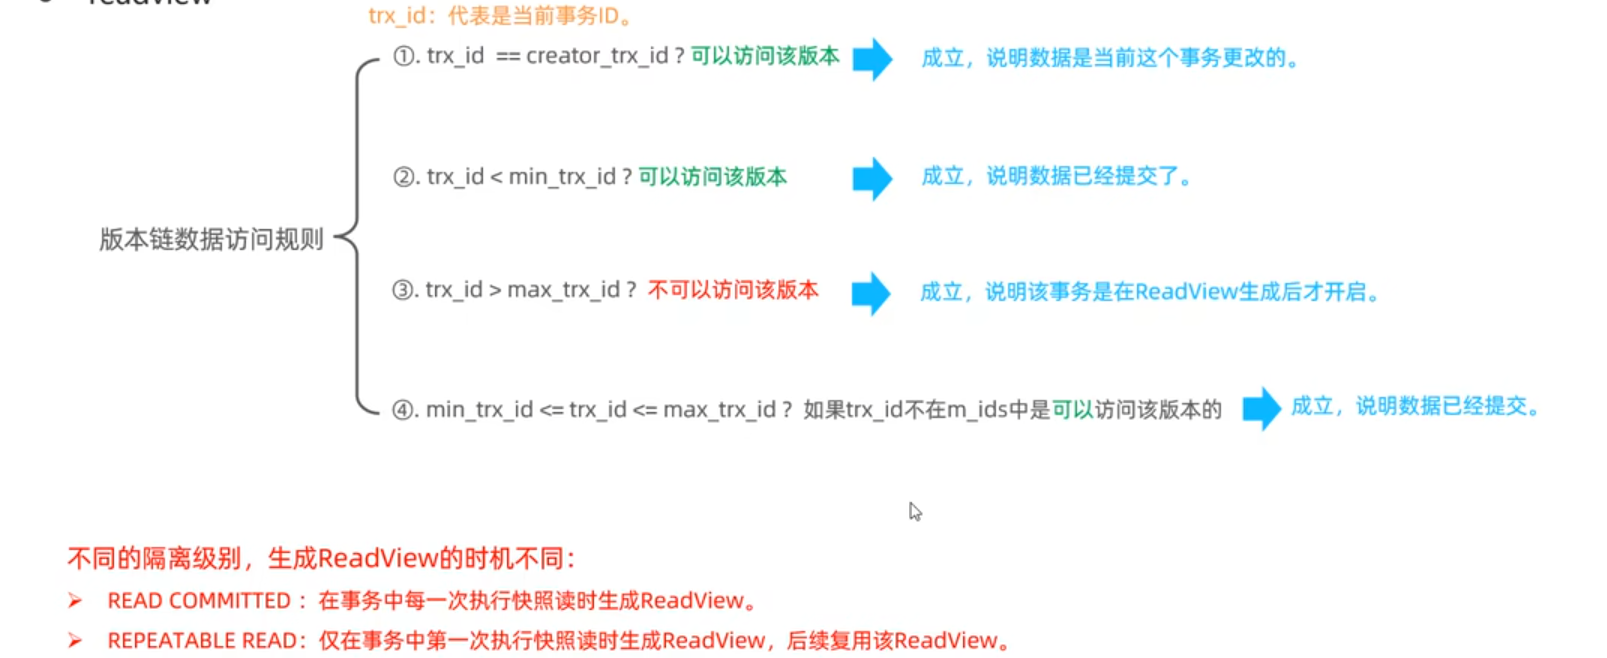 readview
trx_id：代表是当前事务ID。
①. trx_id == creator_trx_id ? 可以访问该版本 成立，说明数据是当前这个事务更改的。
②. trx_id < min_trx_id ? 可以访问该版本 成立，说明数据已经提交了。
版本链数据访问规则
③. trx_id > max_trx_id ? 不可以访问该版本 成立，说明该事务是在ReadView生成后才开启。
④. min_trx_id <= trx_id <= max_trx_id ? 如果trx_id不在m_ids中是可以访问该版本的 成立，说明数据已经提交。
不同的隔离级别，生成ReadView的时机不同：
➢ READ COMMITTED ：在事务中每一次执行快照读时生成ReadView。
➢ REPEATABLE READ：仅在事务中第一次执行快照读时生成ReadView，后续复用该ReadView。